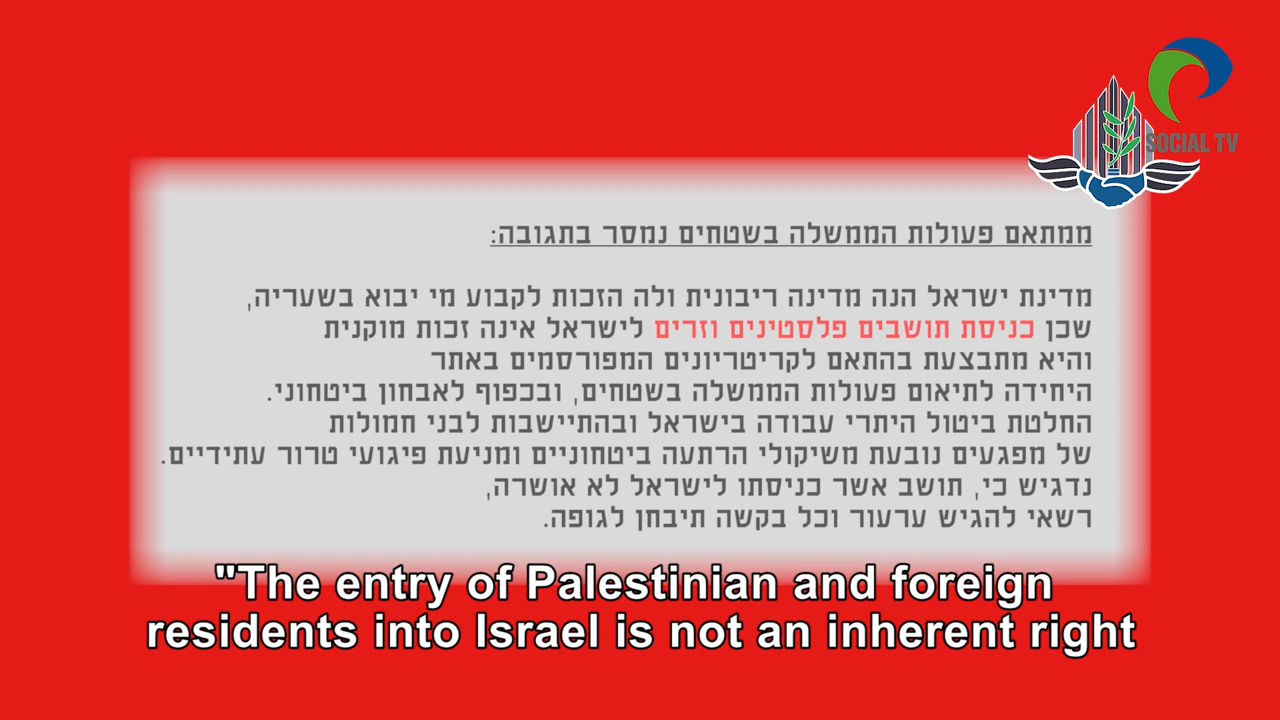 SOCIAL TV
ממתאם פעולות הממשלה בשטחים נמסר בתגובה:
מדינת ישראל הנה מדינה ריבונית ולה הזכות לקבוע מי יבוא בשעריה,
שכן כניסת תושבים פלסטינים וזרים לישראל אינה זכות מוקנית
והיא מתבצעת בהתאם לקריטריונים המפורסמים באתר
היחידה לתיאום פעולות הממשלה בשטחים, ובכפוף לאבחון ביטחוני.
החלטת ביטול היתרי עבודה בישראל ובהתיישבות לבני חמולות
של מפגעים נובעת משיקולי הרתעה ביטחוניים ומניעת פיגועי טרור עתידיים.
נדגיש כי, תושב אשר כניסתו לישראל לא אושרה,
רשאי להגיש ערעור וכל בקשה תיבחן לגופה.
"The entry of Palestinian and foreign
residents into Israel is not an inherent right